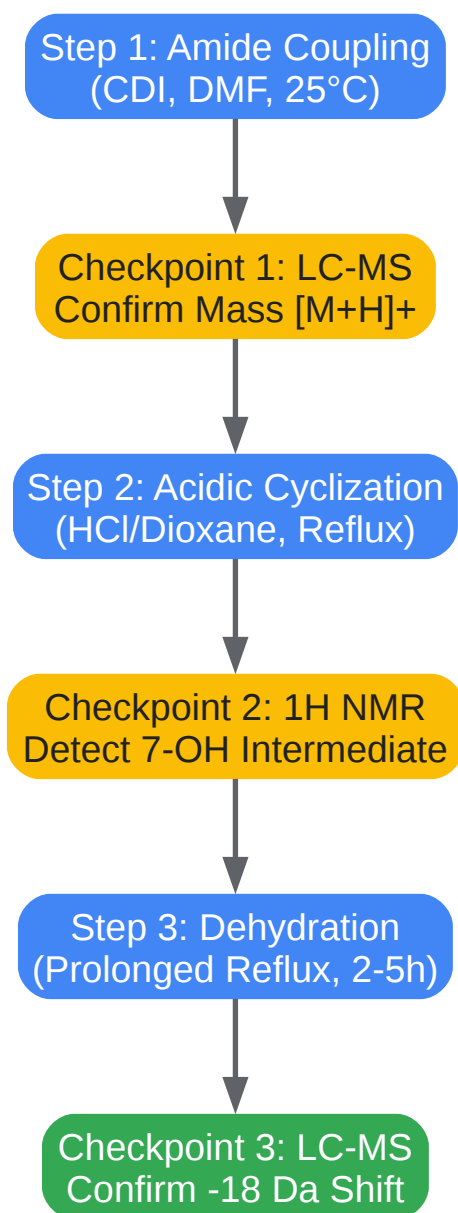 Step 1: Amide Coupling
(CDI, DMF, 25°C)
Checkpoint 1: LC-MS
Confirm Mass [M+H]+
Step 2: Acidic Cyclization
(HCl/Dioxane, Reflux)
Checkpoint 2: 1H NMR
Detect 7-OH Intermediate
Step 3: Dehydration
(Prolonged Reflux, 2-5h)
Checkpoint 3: LC-MS
Confirm -18 Da Shift